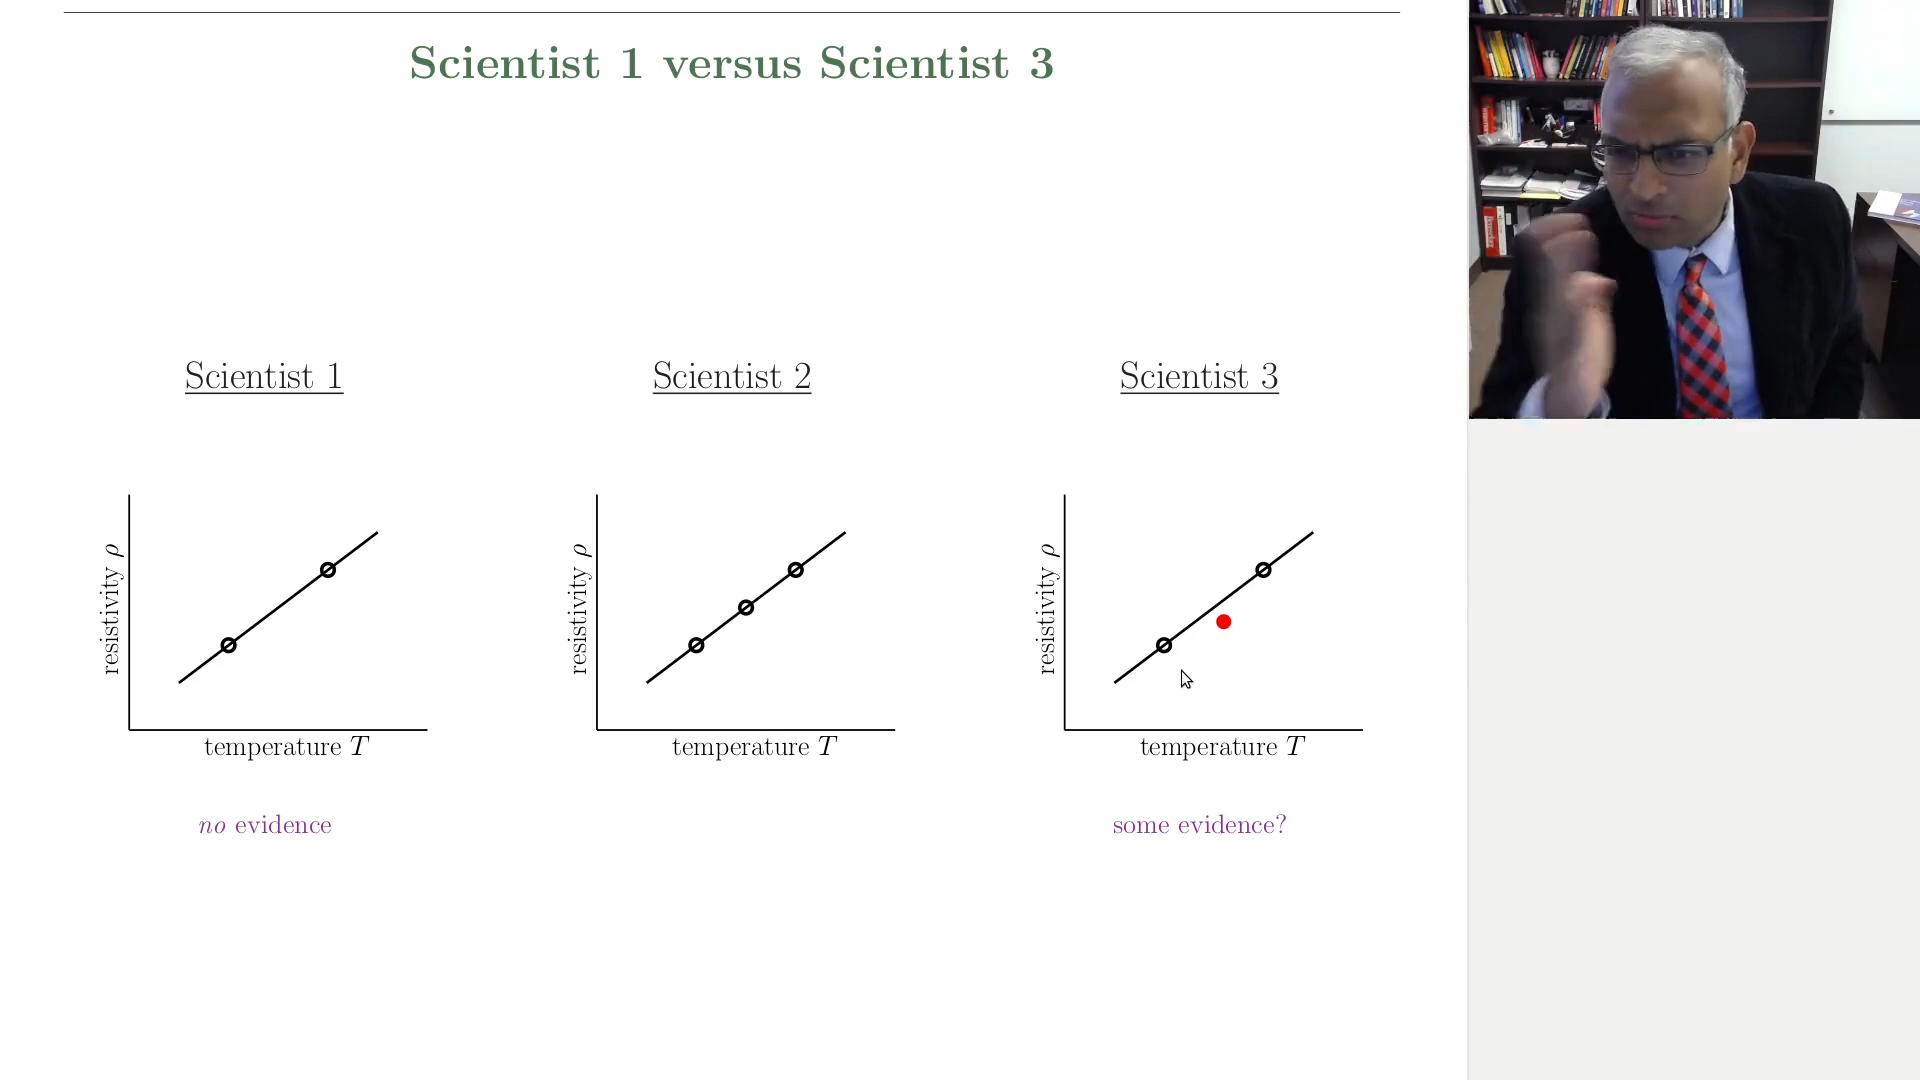 Scientist 1 versus Scientist 3
Scientist 1
Scientist 2
Scientist 3
resistivity ρ
temperature T
resistivity ρ
temperature T
resistivity ρ
temperature T
no evidence
some evidence?